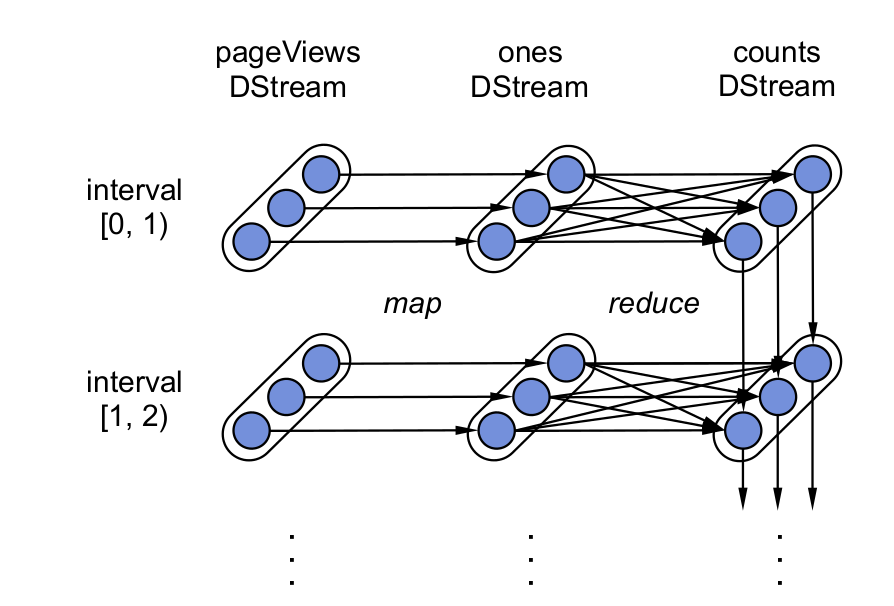 pageViews
DStream
ones
DStream
counts
DStream
interval
[0, 1)
map
reduce
interval
[1, 2)